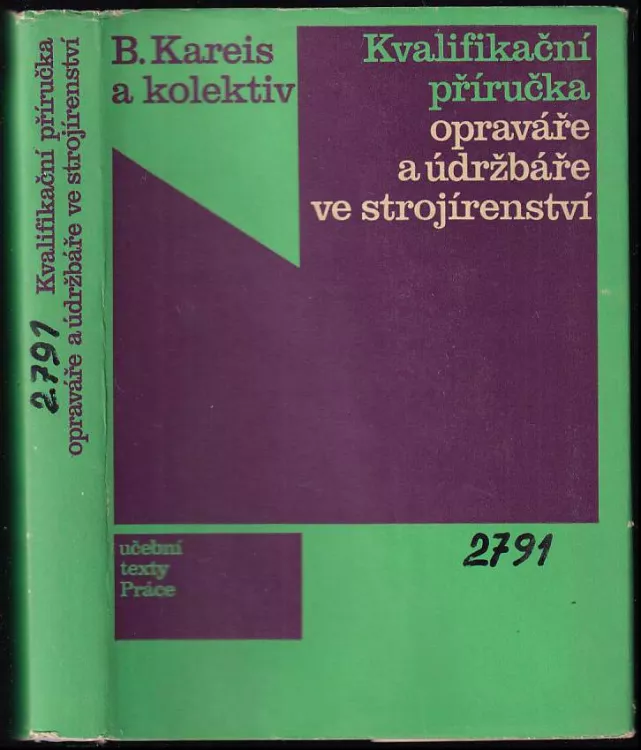 Kvalifikační příručka
opraváře a údržbáře ve strojírenství
2791
B. Kareis
a kolektiv
Kvalifikační
příručka
opraváře
a údržbáře
ve strojírenství
2791
učební
texty
Práce